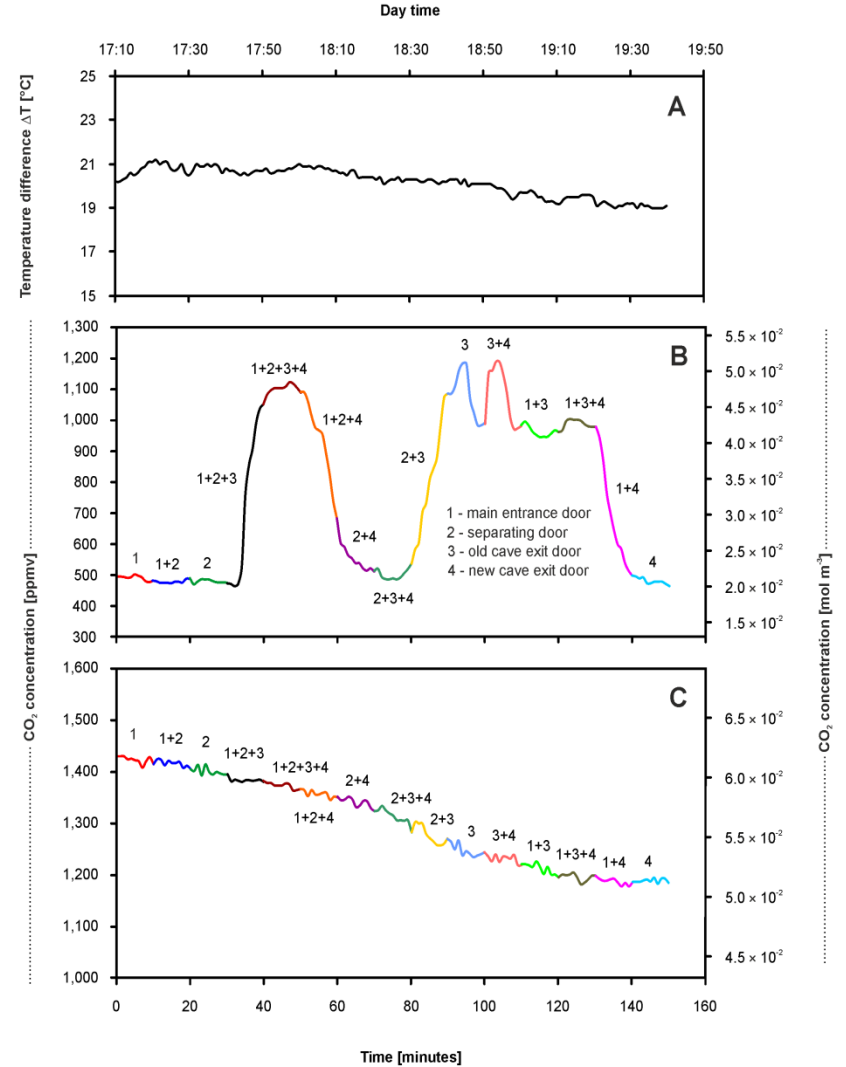 Day time
17:10 17:30 17:50 18:10 18:30 18:50 19:10 19:30 19:50
Temperature difference ΔT [°C]
25
23
21
19
17
15
A
CO₂ concentration [ppmv]
CO₂ concentration [mol m⁻³]
1,300
1,200
1,100
1,000
900
800
700
600
500
400
300
B
1
1+2
2
1+2+3
1+2+3+4
1+2+4
2+4
2+3+4
2+3
3
3+4
1+3
1+3+4
1+4
4
1 - main entrance door
2 - separating door
3 - old cave exit door
4 - new cave exit door
5.5 × 10⁻²
5.0 × 10⁻²
4.5 × 10⁻²
4.0 × 10⁻²
3.5 × 10⁻²
3.0 × 10⁻²
2.5 × 10⁻²
2.0 × 10⁻²
1.5 × 10⁻²
1,600
1,500
1,400
1,300
1,200
1,100
1,000
C
1
1+2
2
1+2+3
1+2+3+4
1+2+4
2+4
2+3+4
2+3
3
3+4
1+3
1+3+4
1+4
4
6.5 × 10⁻²
6.0 × 10⁻²
5.5 × 10⁻²
5.0 × 10⁻²
4.5 × 10⁻²
0 20 40 60 80 100 120 140 160
Time [minutes]